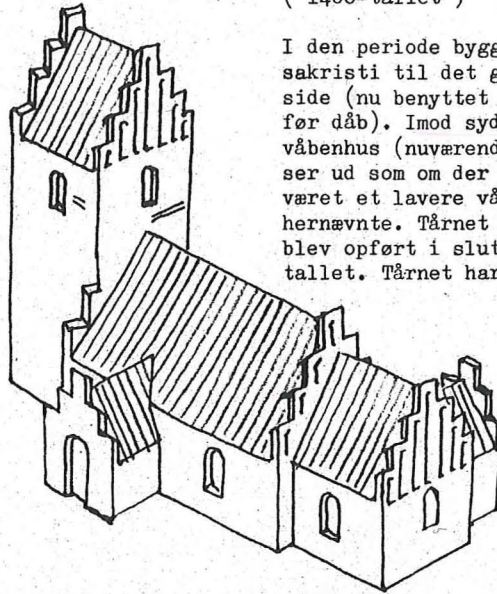 ( 1400-tallet )
I den periode bygg
sakristi til det g
side (nu benyttet
før dåb). Imod syd
våbenhus (nuværend
ser ud som om der
været et lavere vå
hernævnte. Tårnet
blev opført i slut
tallet. Tårnet har